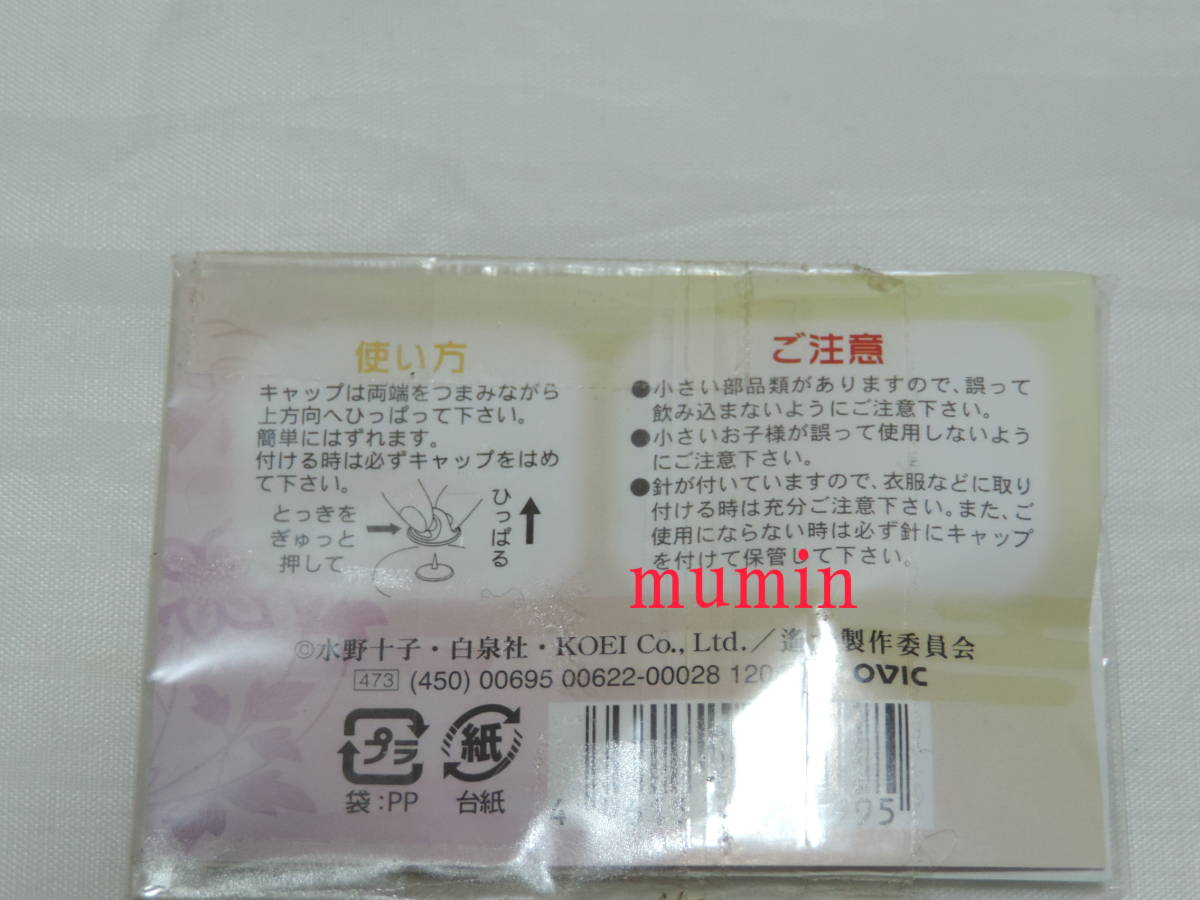 使い方
キャップは両端をつまみながら
上方向へひっぱって下さい。
簡単にはずれます。
付ける時は必ずキャップをはめ
て下さい。
とっきを
ぎゅっと
押して
ひっぱる
ご注意
●小さい部品類がありますので、誤って
飲み込まないようにご注意下さい。
●小さいお子様が誤って使用しないよう
にご注意下さい。
●針が付いていますので、衣服などに取り
付ける時は充分ご注意下さい。また、ご
使用にならない時は必ず針にキャップ
を付けて保管して下さい。
mumin
©水野十子・白泉社・KOEI Co., Ltd.／遙 製作委員会
473 (450) 00695 00622-00028 120 OVIC
プラ
紙
袋:PP
台紙
4 95